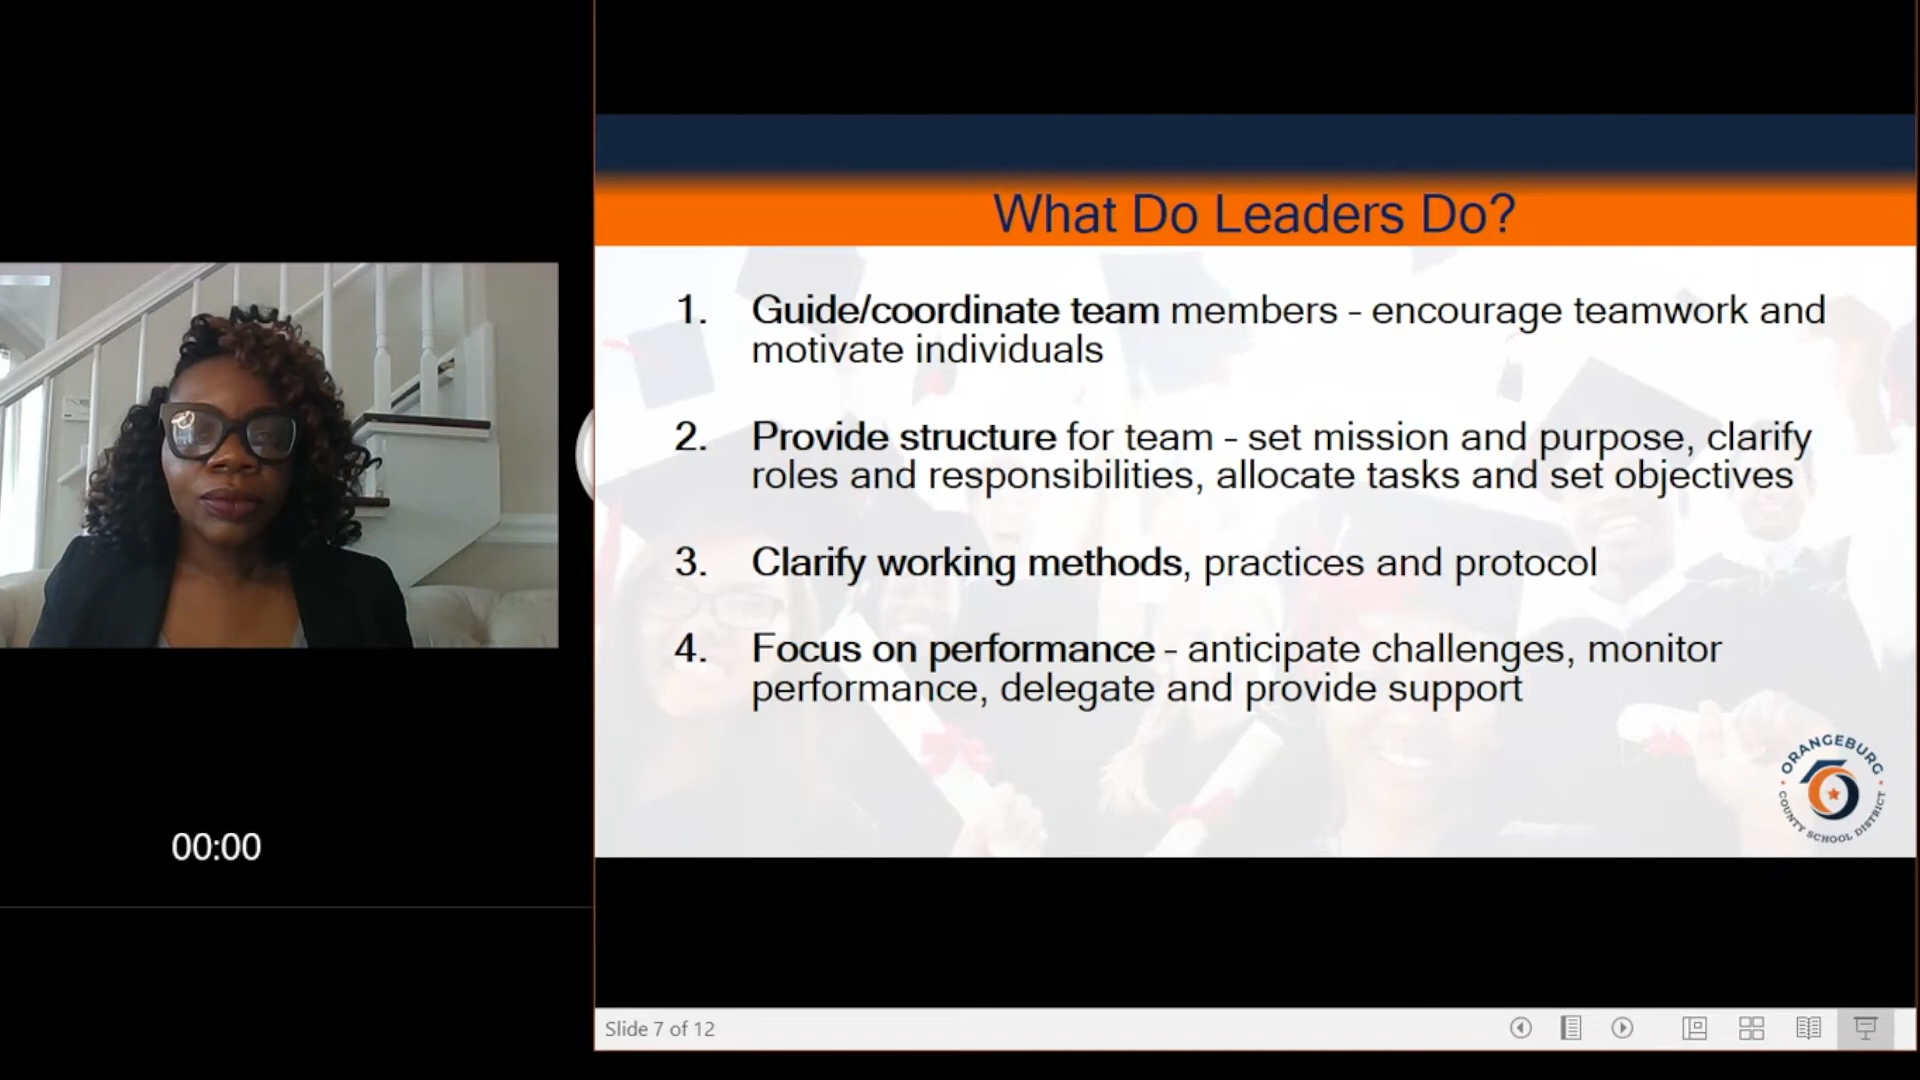 What Do Leaders Do?
1. Guide/coordinate team members - encourage teamwork and
motivate individuals
2. Provide structure for team - set mission and purpose, clarify
roles and responsibilities, allocate tasks and set objectives
3. Clarify working methods, practices and protocol
4. Focus on performance - anticipate challenges, monitor
performance, delegate and provide support
ORANGEBURG
COUNTY SCHOOL DISTRICT
00:00
Slide 7 of 12